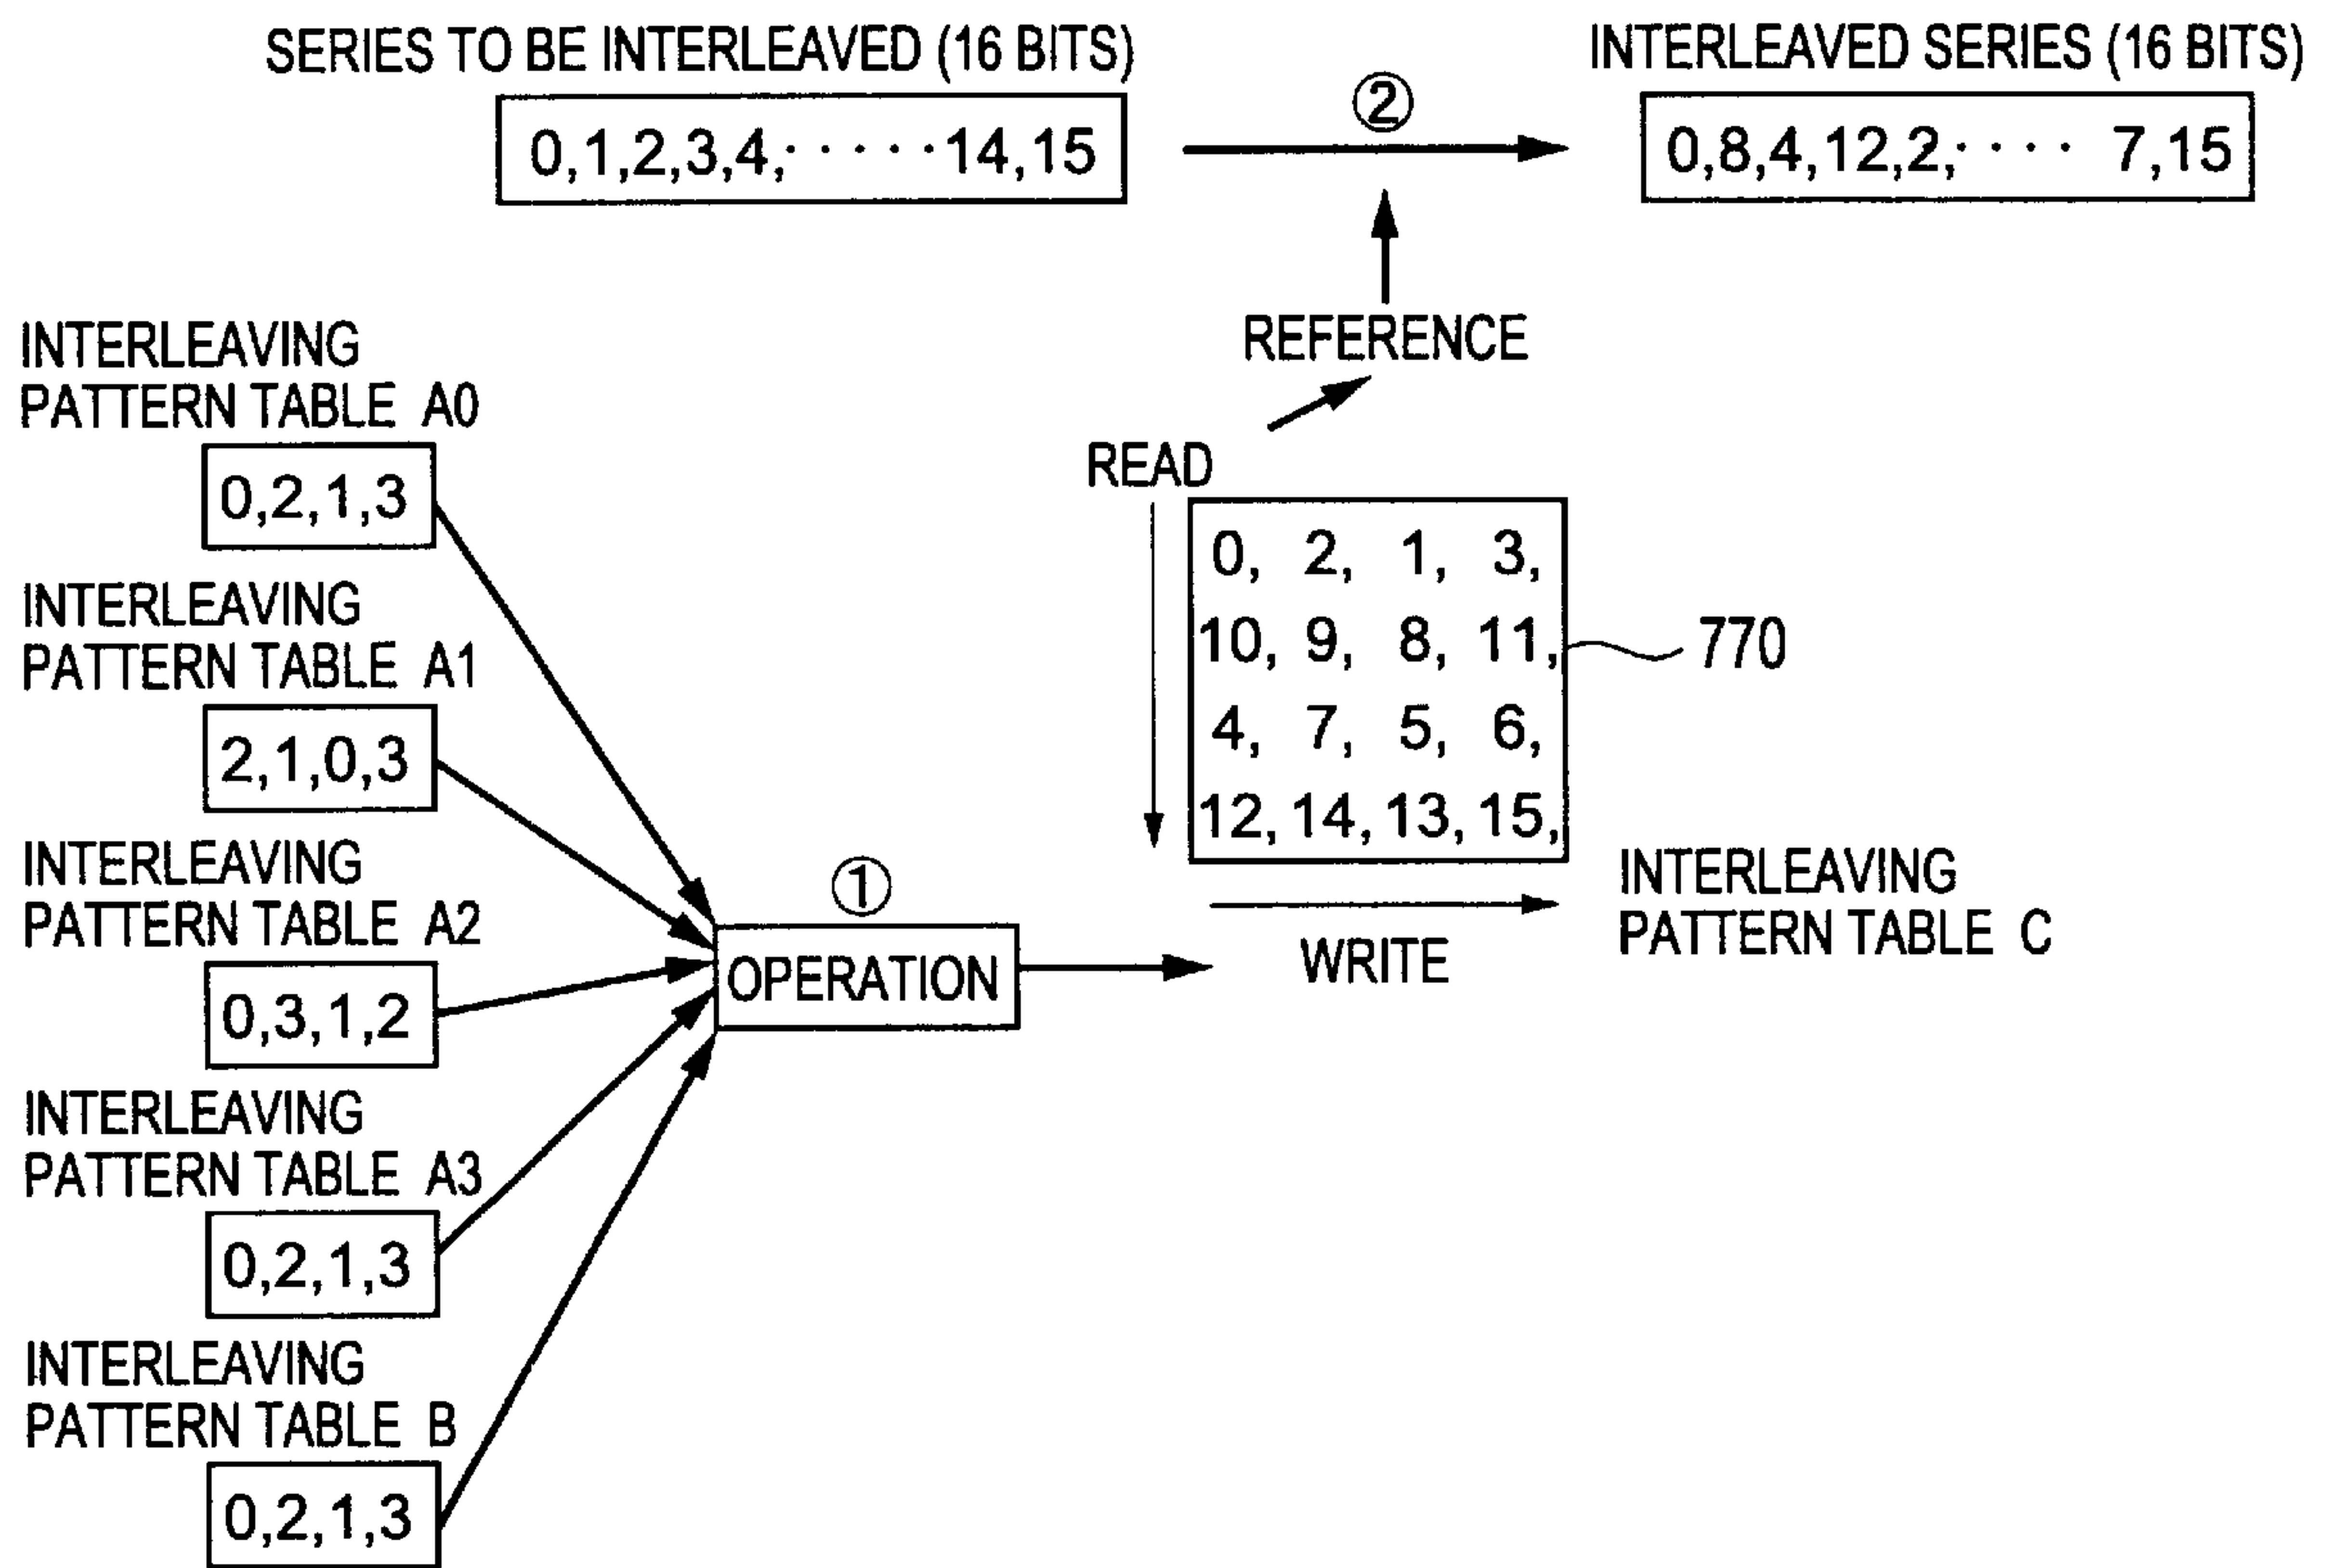 SERIES TO BE INTERLEAVED (16 BITS)
0,1,2,3,4,·····14,15
②
INTERLEAVED SERIES (16 BITS)
0,8,4,12,2,···· 7,15
REFERENCE
READ
INTERLEAVING
PATTERN TABLE A0
0,2,1,3
INTERLEAVING
PATTERN TABLE A1
2,1,0,3
INTERLEAVING
PATTERN TABLE A2
0,3,1,2
INTERLEAVING
PATTERN TABLE A3
0,2,1,3
INTERLEAVING
PATTERN TABLE B
0,2,1,3
①
OPERATION
0, 2, 1, 3,
10, 9, 8, 11,
4, 7, 5, 6,
12, 14, 13, 15,
770
WRITE
INTERLEAVING
PATTERN TABLE C